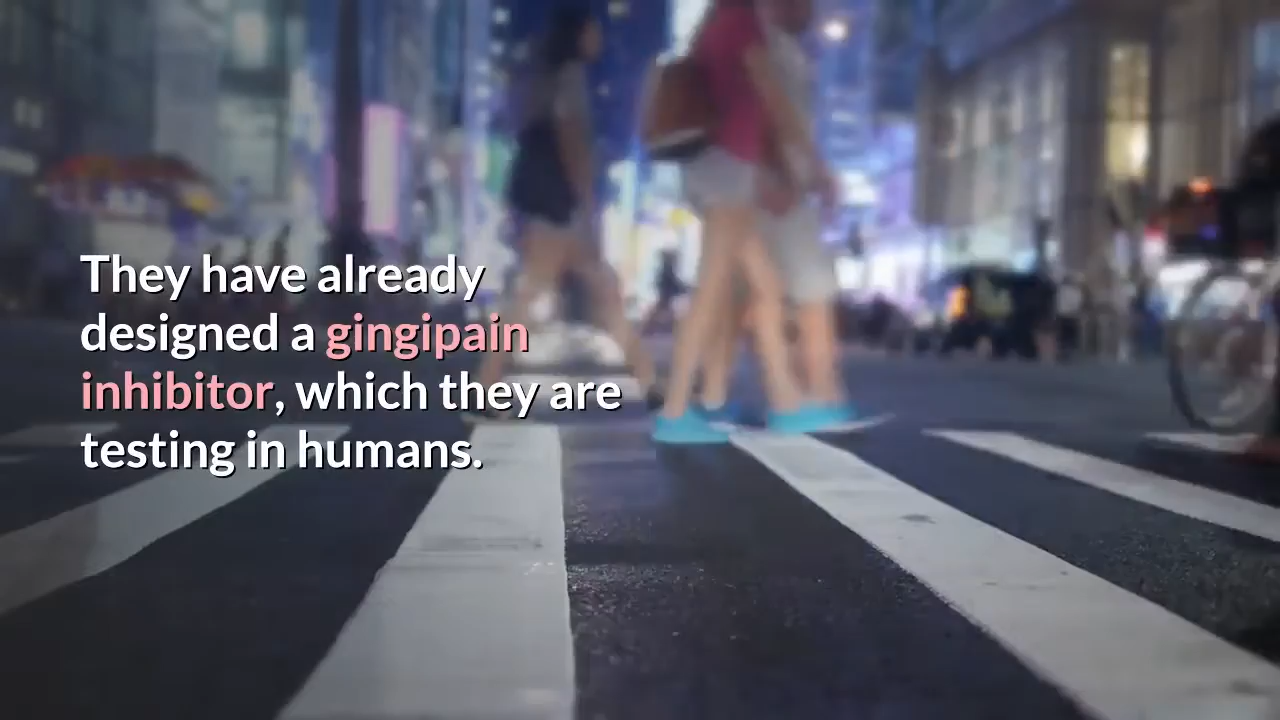 They have already
designed a gingipain
inhibitor, which they are
testing in humans.